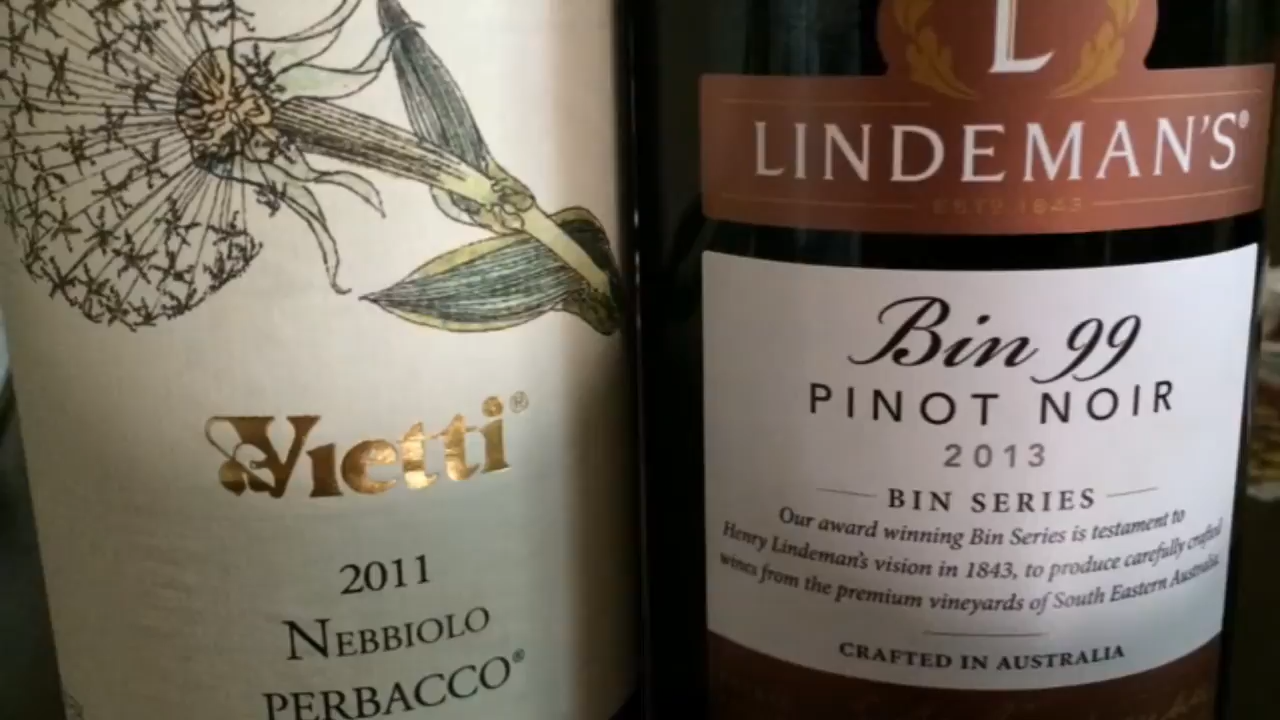 Vietti®
2011
NEBBIOLO
PERBACCO®
L
LINDEMAN'S®
ESTD 1843
Bin 99
PINOT NOIR
2013
BIN SERIES
Our award winning Bin Series is testament to
Henry Lindeman's vision in 1843, to produce carefully crafted
wines from the premium vineyards of South Eastern Australia.
CRAFTED IN AUSTRALIA